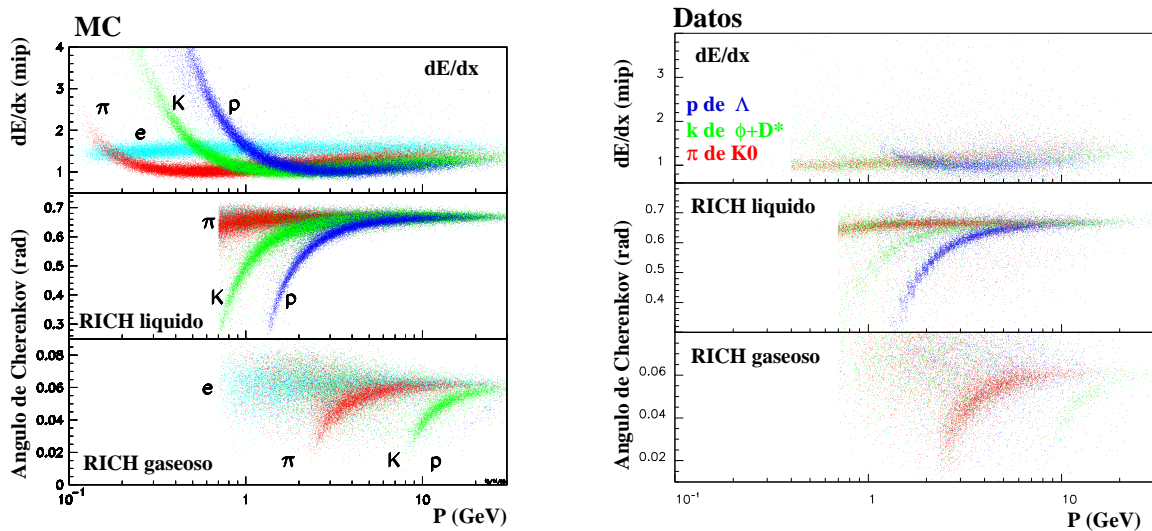 MC
dE/dx (mip)
4
3
2
1
dE/dx
π
e
K
p
Angulo de Cherenkov (rad)
0.7
0.6
0.5
0.4
0.3
π
K
p
RICH liquido
0.08
0.06
0.04
0.02
0
e
π
K
p
RICH gaseoso
10⁻¹
1
10
P (GeV)
Datos
dE/dx (mip)
3
2
1
dE/dx
p de Λ
k de ϕ+D*
π de K0
Angulo de Cherenkov (rad)
0.7
0.6
0.5
0.4
RICH liquido
0.06
0.04
0.02
RICH gaseoso
10⁻¹
1
10
P (GeV)